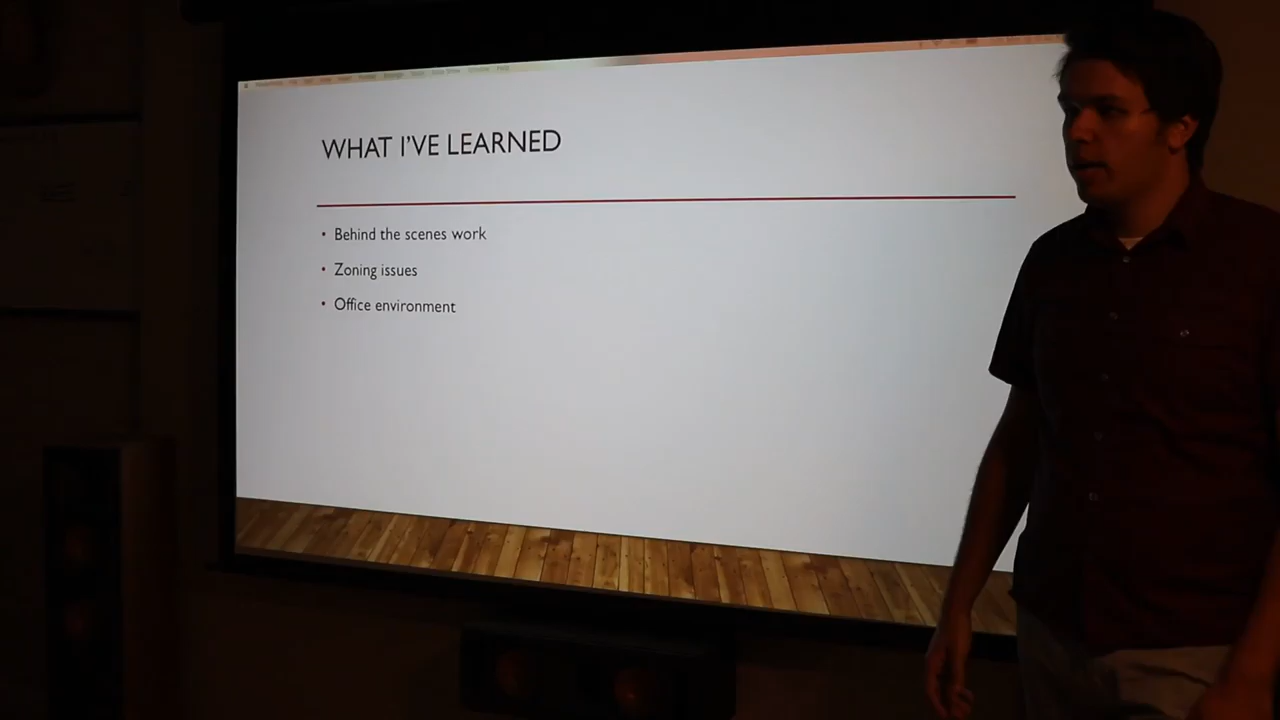 WHAT I'VE LEARNED
Behind the scenes work
Zoning issues
Office environment